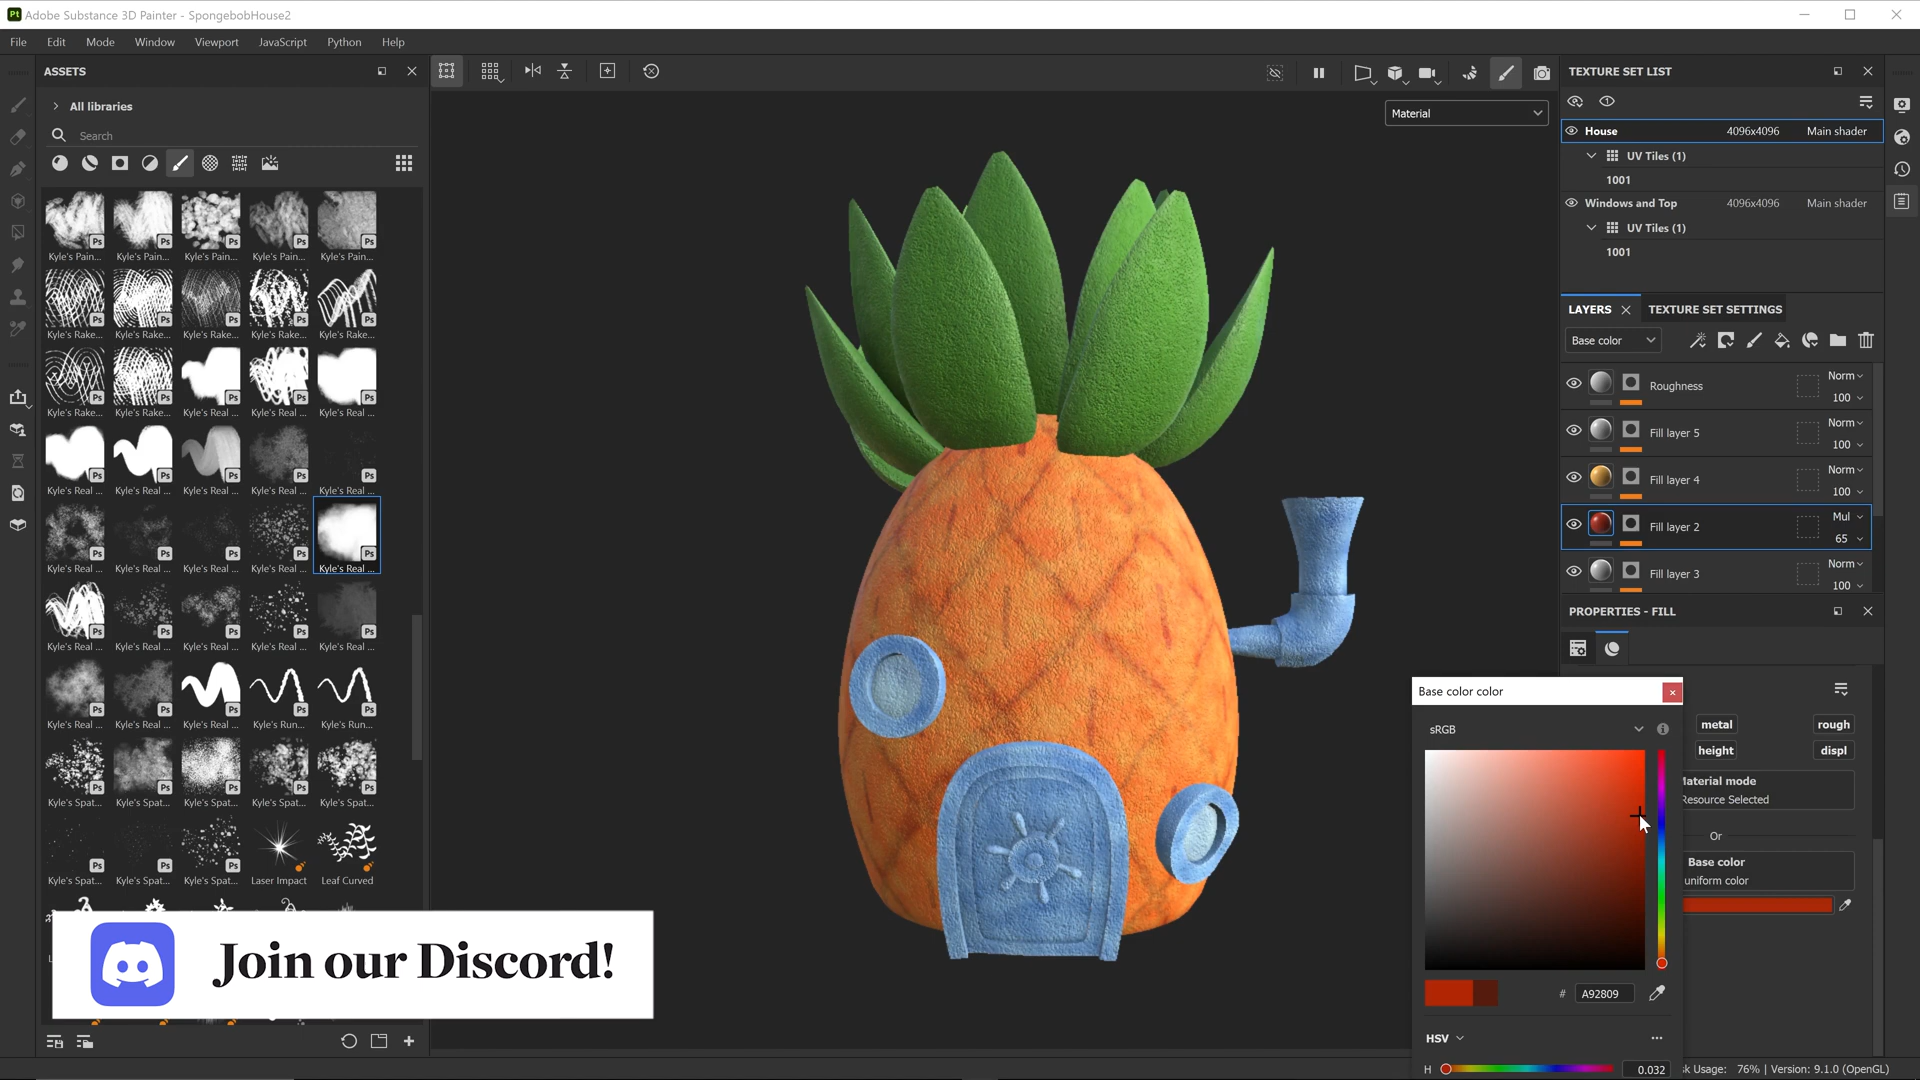 Adobe Substance 3D Painter - SpongebobHouse2
File Edit Mode Window Viewport JavaScript Python Help
ASSETS
All libraries
Search
Kyle's Pain... Kyle's Pain... Kyle's Pain... Kyle's Pain... Kyle's Pain...
Kyle's Rake... Kyle's Rake... Kyle's Rake... Kyle's Rake... Kyle's Rake...
Kyle's Rake... Kyle's Rake... Kyle's Real ... Kyle's Real ... Kyle's Real ...
Kyle's Real ... Kyle's Real ... Kyle's Real ... Kyle's Real ... Kyle's Real ...
Kyle's Real ... Kyle's Real ... Kyle's Real ... Kyle's Real ... Kyle's Real ...
Kyle's Real ... Kyle's Real ... Kyle's Real ... Kyle's Real ... Kyle's Real ...
Kyle's Real ... Kyle's Real ... Kyle's Real ... Kyle's Run... Kyle's Run...
Kyle's Spat... Kyle's Spat... Kyle's Spat... Kyle's Spat... Kyle's Spat...
Kyle's Spat... Kyle's Spat... Kyle's Spat... Laser Impact Leaf Curved
Join our Discord!
Material
TEXTURE SET LIST
House 4096x4096 Main shader
UV Tiles (1)
1001
Windows and Top 4096x4096 Main shader
UV Tiles (1)
1001
LAYERS TEXTURE SET SETTINGS
Base color
Roughness Norm 100
Fill layer 5 Norm 100
Fill layer 4 Norm 100
Fill layer 2 Mul 65
Fill layer 3 Norm 100
PROPERTIES - FILL
metal rough
height displ
Material mode
Resource Selected
Or
Base color
uniform color
Base color color
sRGB
# A92809
HSV
H 0.032
sk Usage: 76% | Version: 9.1.0 (OpenGL)